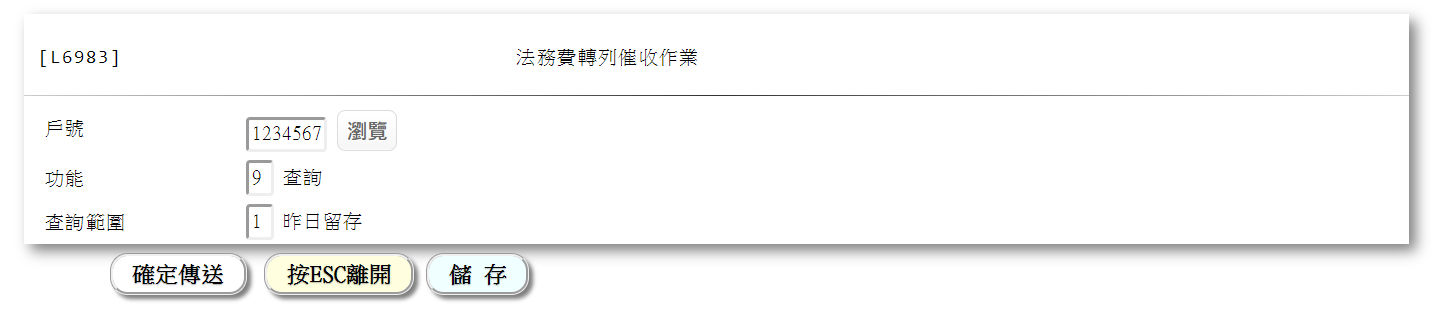 [L6983] 法務費轉列催收作業
戶號 1234567 瀏覽
功能 9 查詢
查詢範圍 1 昨日留存
確定傳送 按ESC離開 儲 存